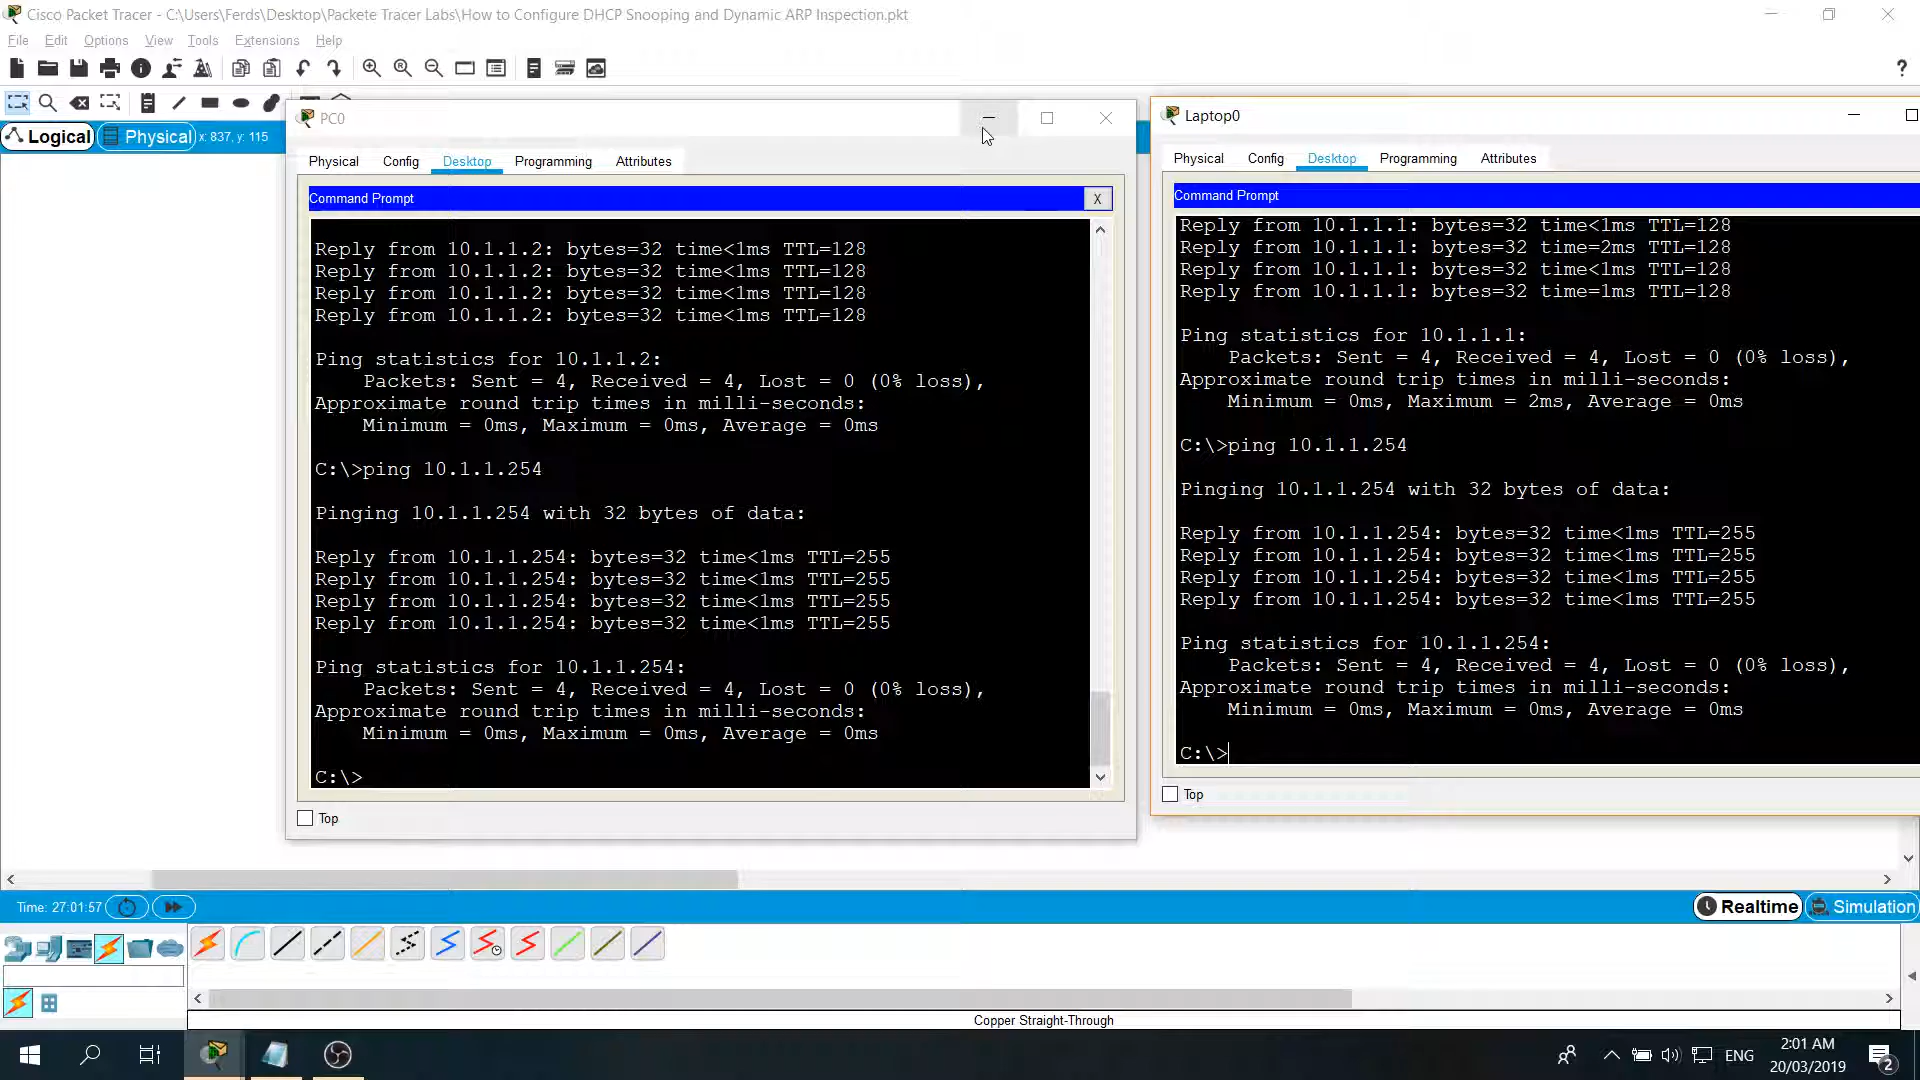 Cisco Packet Tracer - C:\Users\Ferds\Desktop\Packete Tracer Labs\How to Configure DHCP Snooping and Dynamic ARP Inspection.pkt
File Edit Options View Tools Extensions Help
?
Logical Physical x: 837, y: 115
PC0
Physical Config Desktop Programming Attributes
Command Prompt X
Reply from 10.1.1.2: bytes=32 time<1ms TTL=128
Reply from 10.1.1.2: bytes=32 time<1ms TTL=128
Reply from 10.1.1.2: bytes=32 time<1ms TTL=128
Reply from 10.1.1.2: bytes=32 time<1ms TTL=128
Ping statistics for 10.1.1.2:
Packets: Sent = 4, Received = 4, Lost = 0 (0% loss),
Approximate round trip times in milli-seconds:
Minimum = 0ms, Maximum = 0ms, Average = 0ms
C:\>ping 10.1.1.254
Pinging 10.1.1.254 with 32 bytes of data:
Reply from 10.1.1.254: bytes=32 time<1ms TTL=255
Reply from 10.1.1.254: bytes=32 time<1ms TTL=255
Reply from 10.1.1.254: bytes=32 time<1ms TTL=255
Reply from 10.1.1.254: bytes=32 time<1ms TTL=255
Ping statistics for 10.1.1.254:
Packets: Sent = 4, Received = 4, Lost = 0 (0% loss),
Approximate round trip times in milli-seconds:
Minimum = 0ms, Maximum = 0ms, Average = 0ms
C:\>
Top
Laptop0
Physical Config Desktop Programming Attributes
Command Prompt
Reply from 10.1.1.1: bytes=32 time<1ms TTL=128
Reply from 10.1.1.1: bytes=32 time=2ms TTL=128
Reply from 10.1.1.1: bytes=32 time<1ms TTL=128
Reply from 10.1.1.1: bytes=32 time=1ms TTL=128
Ping statistics for 10.1.1.1:
Packets: Sent = 4, Received = 4, Lost = 0 (0% loss),
Approximate round trip times in milli-seconds:
Minimum = 0ms, Maximum = 2ms, Average = 0ms
C:\>ping 10.1.1.254
Pinging 10.1.1.254 with 32 bytes of data:
Reply from 10.1.1.254: bytes=32 time<1ms TTL=255
Reply from 10.1.1.254: bytes=32 time<1ms TTL=255
Reply from 10.1.1.254: bytes=32 time<1ms TTL=255
Reply from 10.1.1.254: bytes=32 time<1ms TTL=255
Ping statistics for 10.1.1.254:
Packets: Sent = 4, Received = 4, Lost = 0 (0% loss),
Approximate round trip times in milli-seconds:
Minimum = 0ms, Maximum = 0ms, Average = 0ms
C:\>
Top
Time: 27:01:57
Realtime Simulation
Copper Straight-Through
ENG
2:01 AM
20/03/2019
2